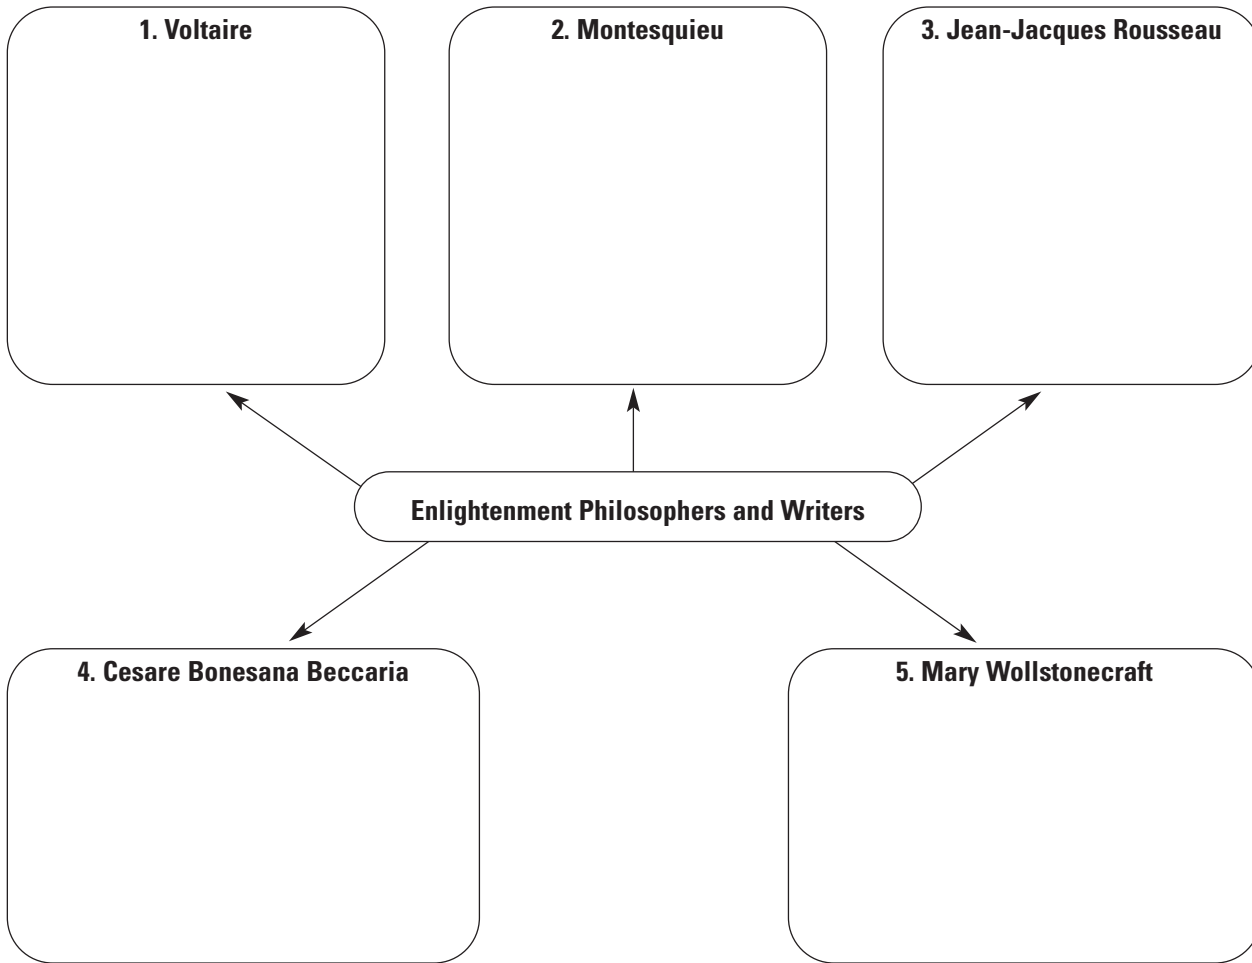 1. Voltaire
2. Montesquieu
3. Jean-Jacques Rousseau
Enlightenment Philosophers and Writers
4. Cesare Bonesana Beccaria
5. Mary Wollstonecraft